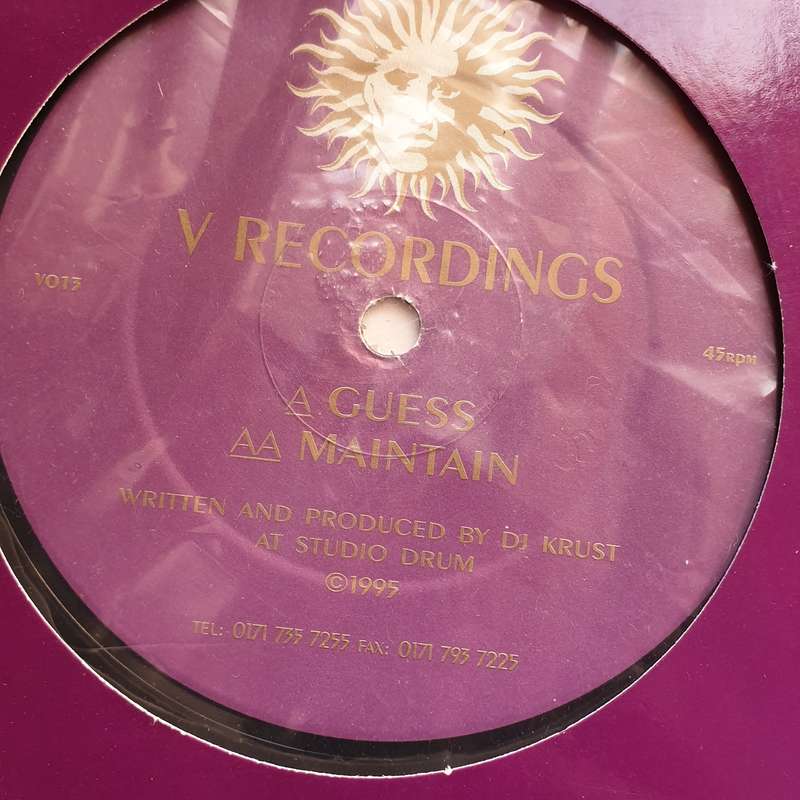 V RECORDINGS
VO13
45RPM
A GUESS
AA MAINTAIN
WRITTEN AND PRODUCED BY DJ KRUST
AT STUDIO DRUM
©1995
TEL: 0171 735 7255 FAX: 0171 793 7225